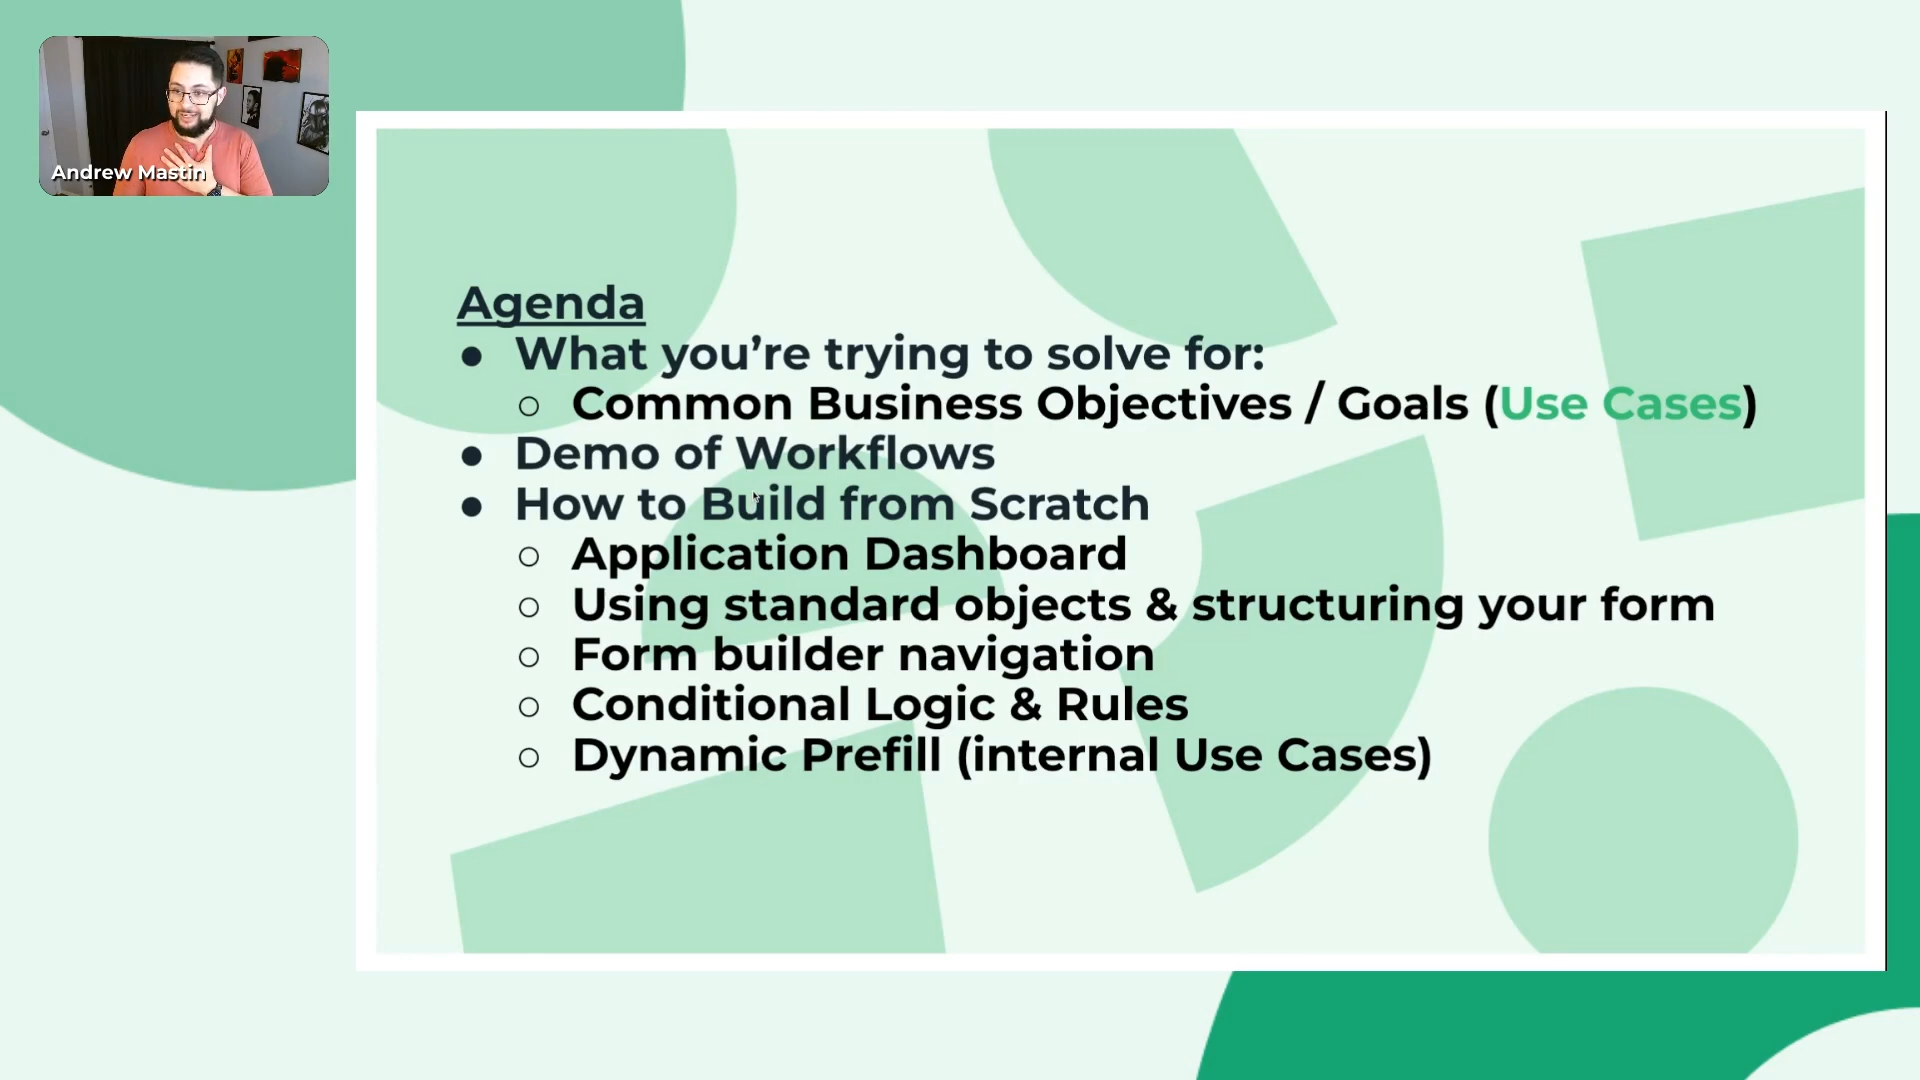 Andrew Mastin
Agenda
● What you’re trying to solve for:
○ Common Business Objectives / Goals (Use Cases)
● Demo of Workflows
● How to Build from Scratch
○ Application Dashboard
○ Using standard objects & structuring your form
○ Form builder navigation
○ Conditional Logic & Rules
○ Dynamic Prefill (internal Use Cases)